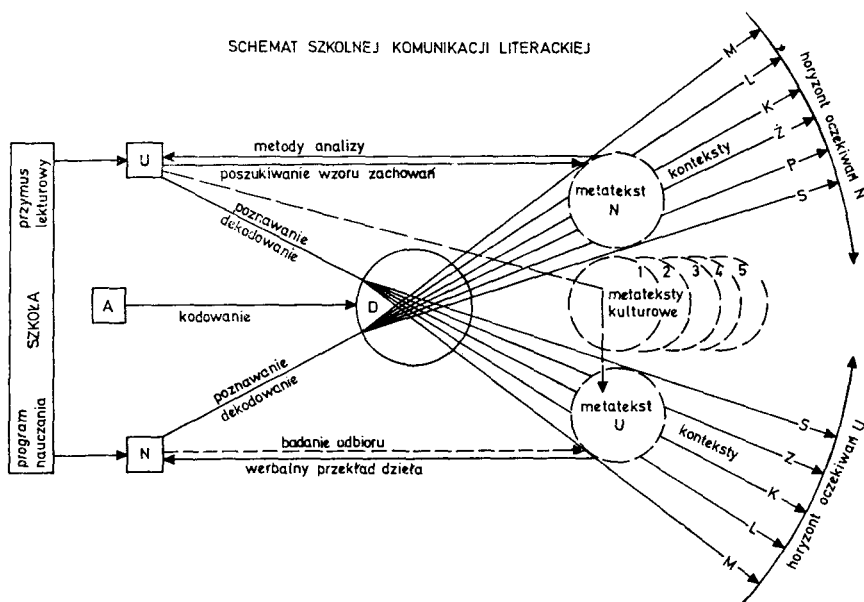 SCHEMAT SZKOLNEJ KOMUNIKACJI LITERACKIEJ
przymus
lekturowy
SZKOŁA
program
nauczania
U
A
N
metody analizy
poszukiwanie wzoru zachowań
poznawanie
dekodowanie
kodowanie
D
poznawanie
dekodowanie
badanie odbioru
werbalny przekład dzieła
metatekst
N
konteksty
M
L
K
Ż
P
S
horyzont oczekiwań N
1 2 3 4 5
metateksty
kulturowe
metatekst
U
konteksty
S
Z
K
L
M
horyzont oczekiwań U